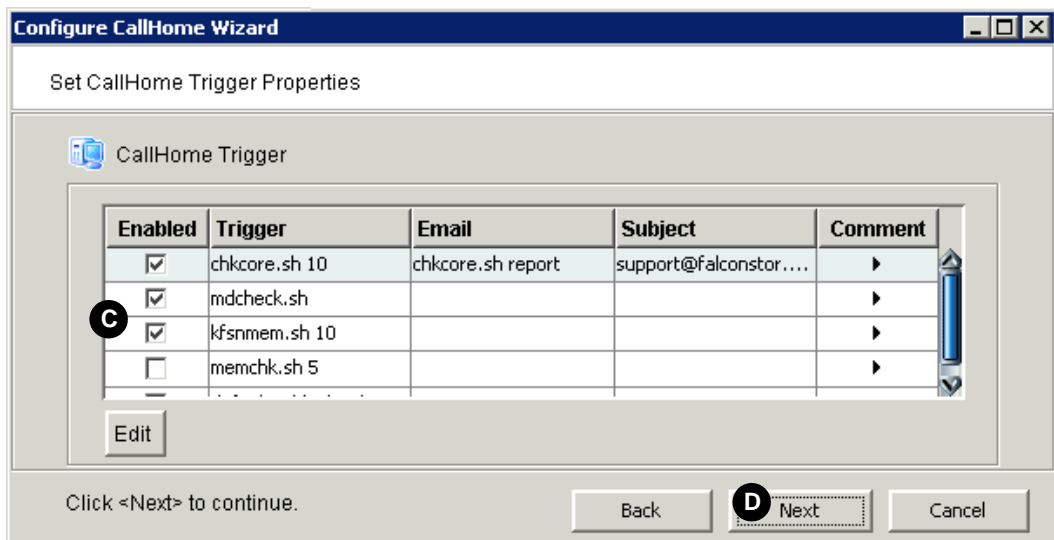 Configure CallHome Wizard
Set CallHome Trigger Properties
CallHome Trigger
Enabled Trigger Email Subject Comment
chkcore.sh 10 chkcore.sh report support@falconstor....
mdcheck.sh
C
kfsnmem.sh 10
memchk.sh 5
Edit
Click <Next> to continue.
Back
D Next
Cancel